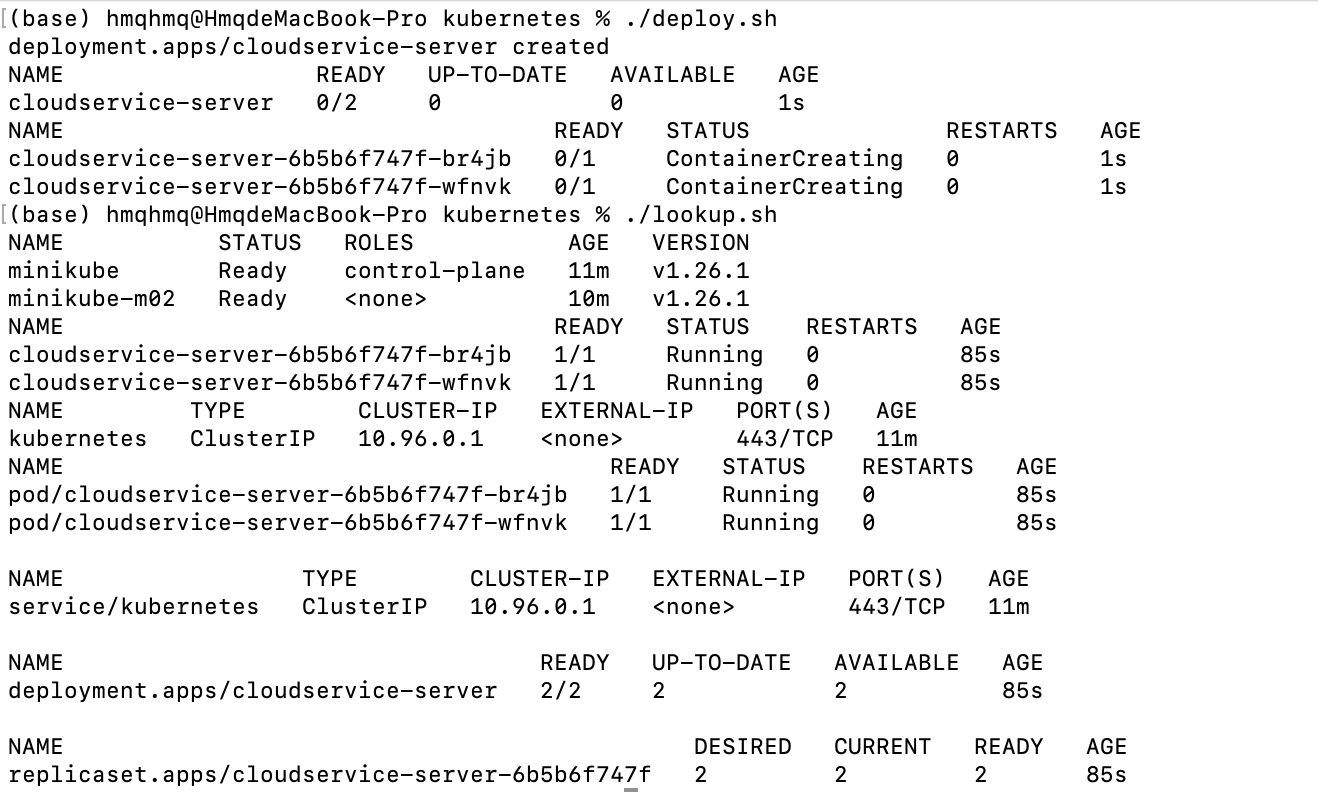 [(base) hmqhmq@HmqdeMacBook-Pro kubernetes % ./deploy.sh
deployment.apps/cloudservice-server created
NAME                  READY   UP-TO-DATE   AVAILABLE   AGE
cloudservice-server   0/2     0            0           1s
NAME                                   READY   STATUS              RESTARTS   AGE
cloudservice-server-6b5b6f747f-br4jb   0/1     ContainerCreating   0          1s
cloudservice-server-6b5b6f747f-wfnvk   0/1     ContainerCreating   0          1s
[(base) hmqhmq@HmqdeMacBook-Pro kubernetes % ./lookup.sh
NAME           STATUS   ROLES           AGE   VERSION
minikube       Ready    control-plane   11m   v1.26.1
minikube-m02   Ready    <none>          10m   v1.26.1
NAME                                   READY   STATUS    RESTARTS   AGE
cloudservice-server-6b5b6f747f-br4jb   1/1     Running   0          85s
cloudservice-server-6b5b6f747f-wfnvk   1/1     Running   0          85s
NAME         TYPE        CLUSTER-IP   EXTERNAL-IP   PORT(S)   AGE
kubernetes   ClusterIP   10.96.0.1    <none>        443/TCP   11m
NAME                                       READY   STATUS    RESTARTS   AGE
pod/cloudservice-server-6b5b6f747f-br4jb   1/1     Running   0          85s
pod/cloudservice-server-6b5b6f747f-wfnvk   1/1     Running   0          85s

NAME                 TYPE        CLUSTER-IP   EXTERNAL-IP   PORT(S)   AGE
service/kubernetes   ClusterIP   10.96.0.1    <none>        443/TCP   11m

NAME                                  READY   UP-TO-DATE   AVAILABLE   AGE
deployment.apps/cloudservice-server   2/2     2            2           85s

NAME                                             DESIRED   CURRENT   READY   AGE
replicaset.apps/cloudservice-server-6b5b6f747f   2         2         2       85s